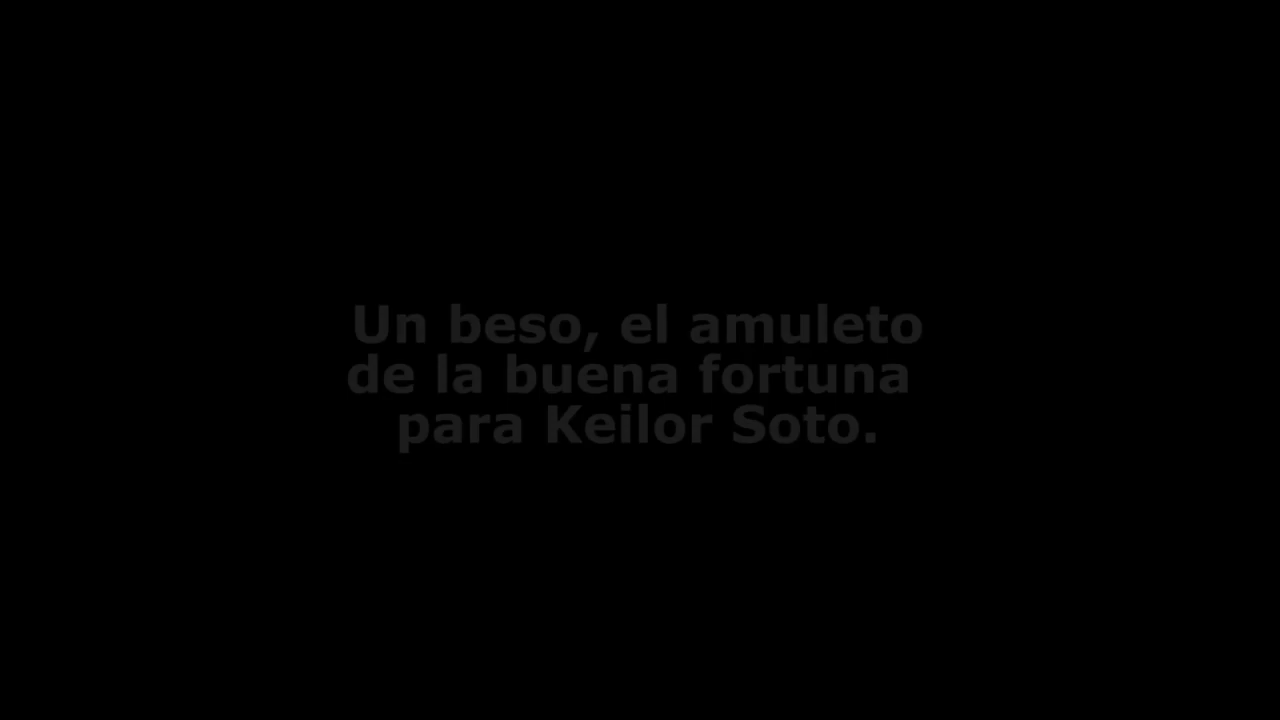 Un beso, el amuleto
de la buena fortuna
para Keilor Soto.